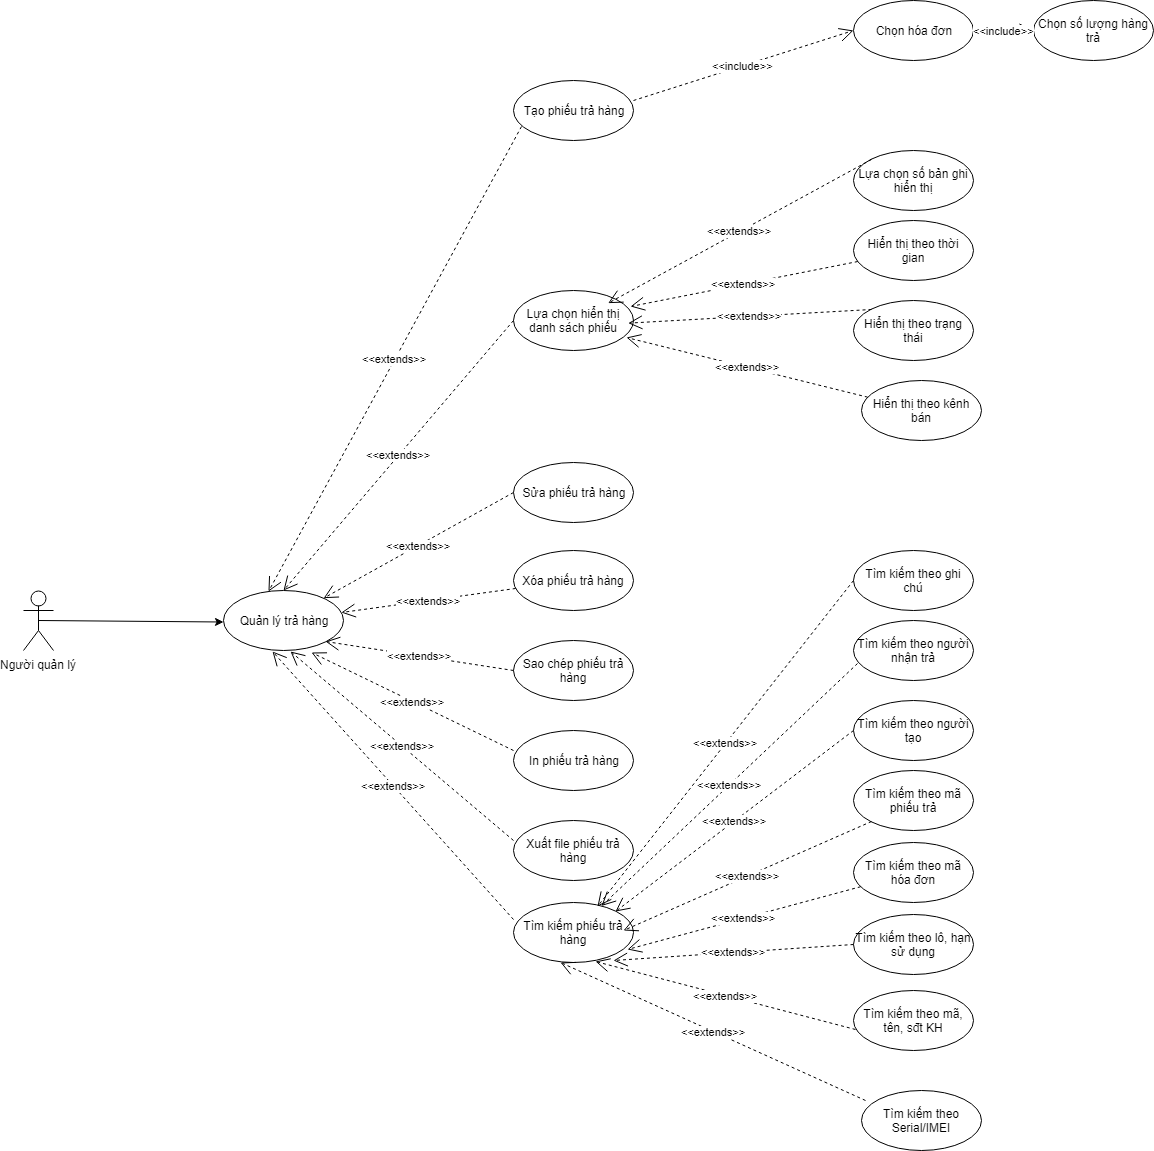 Chọn hóa đơn
<<include>>
Chọn số lượng hàng
trả
<<include>>
Tạo phiếu trả hàng
Lựa chọn số bản ghi
hiển thị
<<extends>>
Hiển thị theo thời
gian
<<extends>>
Lựa chọn hiển thị
danh sách phiếu
<<extends>>
Hiển thị theo trạng
thái
<<extends>>
<<extends>>
Hiển thị theo kênh
bán
<<extends>>
Sửa phiếu trả hàng
<<extends>>
Xóa phiếu trả hàng
Tìm kiếm theo ghi
chú
<<extends>>
Quản lý trả hàng
Người quản lý
Sao chép phiếu trả
hàng
<<extends>>
Tìm kiếm theo người
nhận trả
<<extends>>
Tìm kiếm theo người
tạo
<<extends>>
<<extends>>
In phiếu trả hàng
<<extends>>
<<extends>>
Tìm kiếm theo mã
phiếu trả
<<extends>>
Xuất file phiếu trả
hàng
<<extends>>
Tìm kiếm theo mã
hóa đơn
<<extends>>
Tìm kiếm phiếu trả
hàng
Tìm kiếm theo lô, hạn
sử dụng
<<extends>>
<<extends>>
Tìm kiếm theo mã,
tên, sđt KH
<<extends>>
Tìm kiếm theo
Serial/IMEI